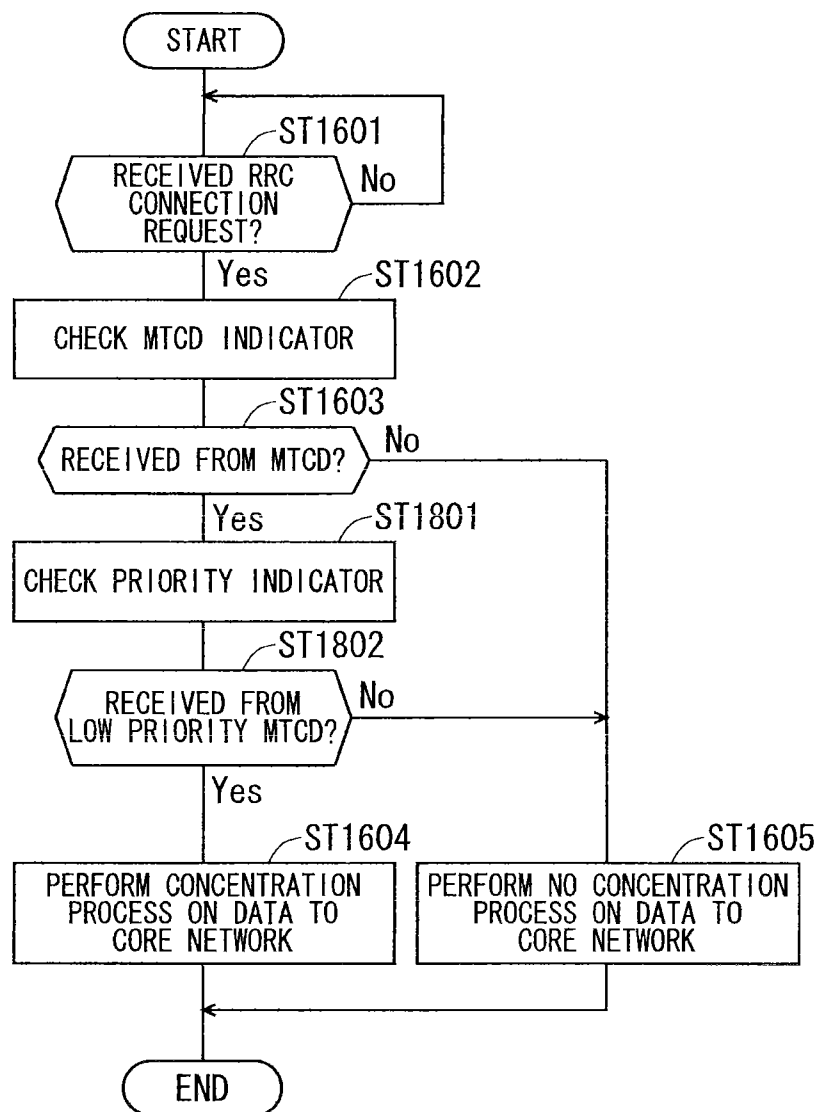 START
ST1601
RECEIVED RRC
CONNECTION
REQUEST?
No
Yes
ST1602
CHECK MTCD INDICATOR
ST1603
RECEIVED FROM MTCD?
No
Yes
ST1801
CHECK PRIORITY INDICATOR
ST1802
RECEIVED FROM
LOW PRIORITY MTCD?
No
Yes
ST1604
PERFORM CONCENTRATION
PROCESS ON DATA TO
CORE NETWORK
ST1605
PERFORM NO CONCENTRATION
PROCESS ON DATA TO
CORE NETWORK
END